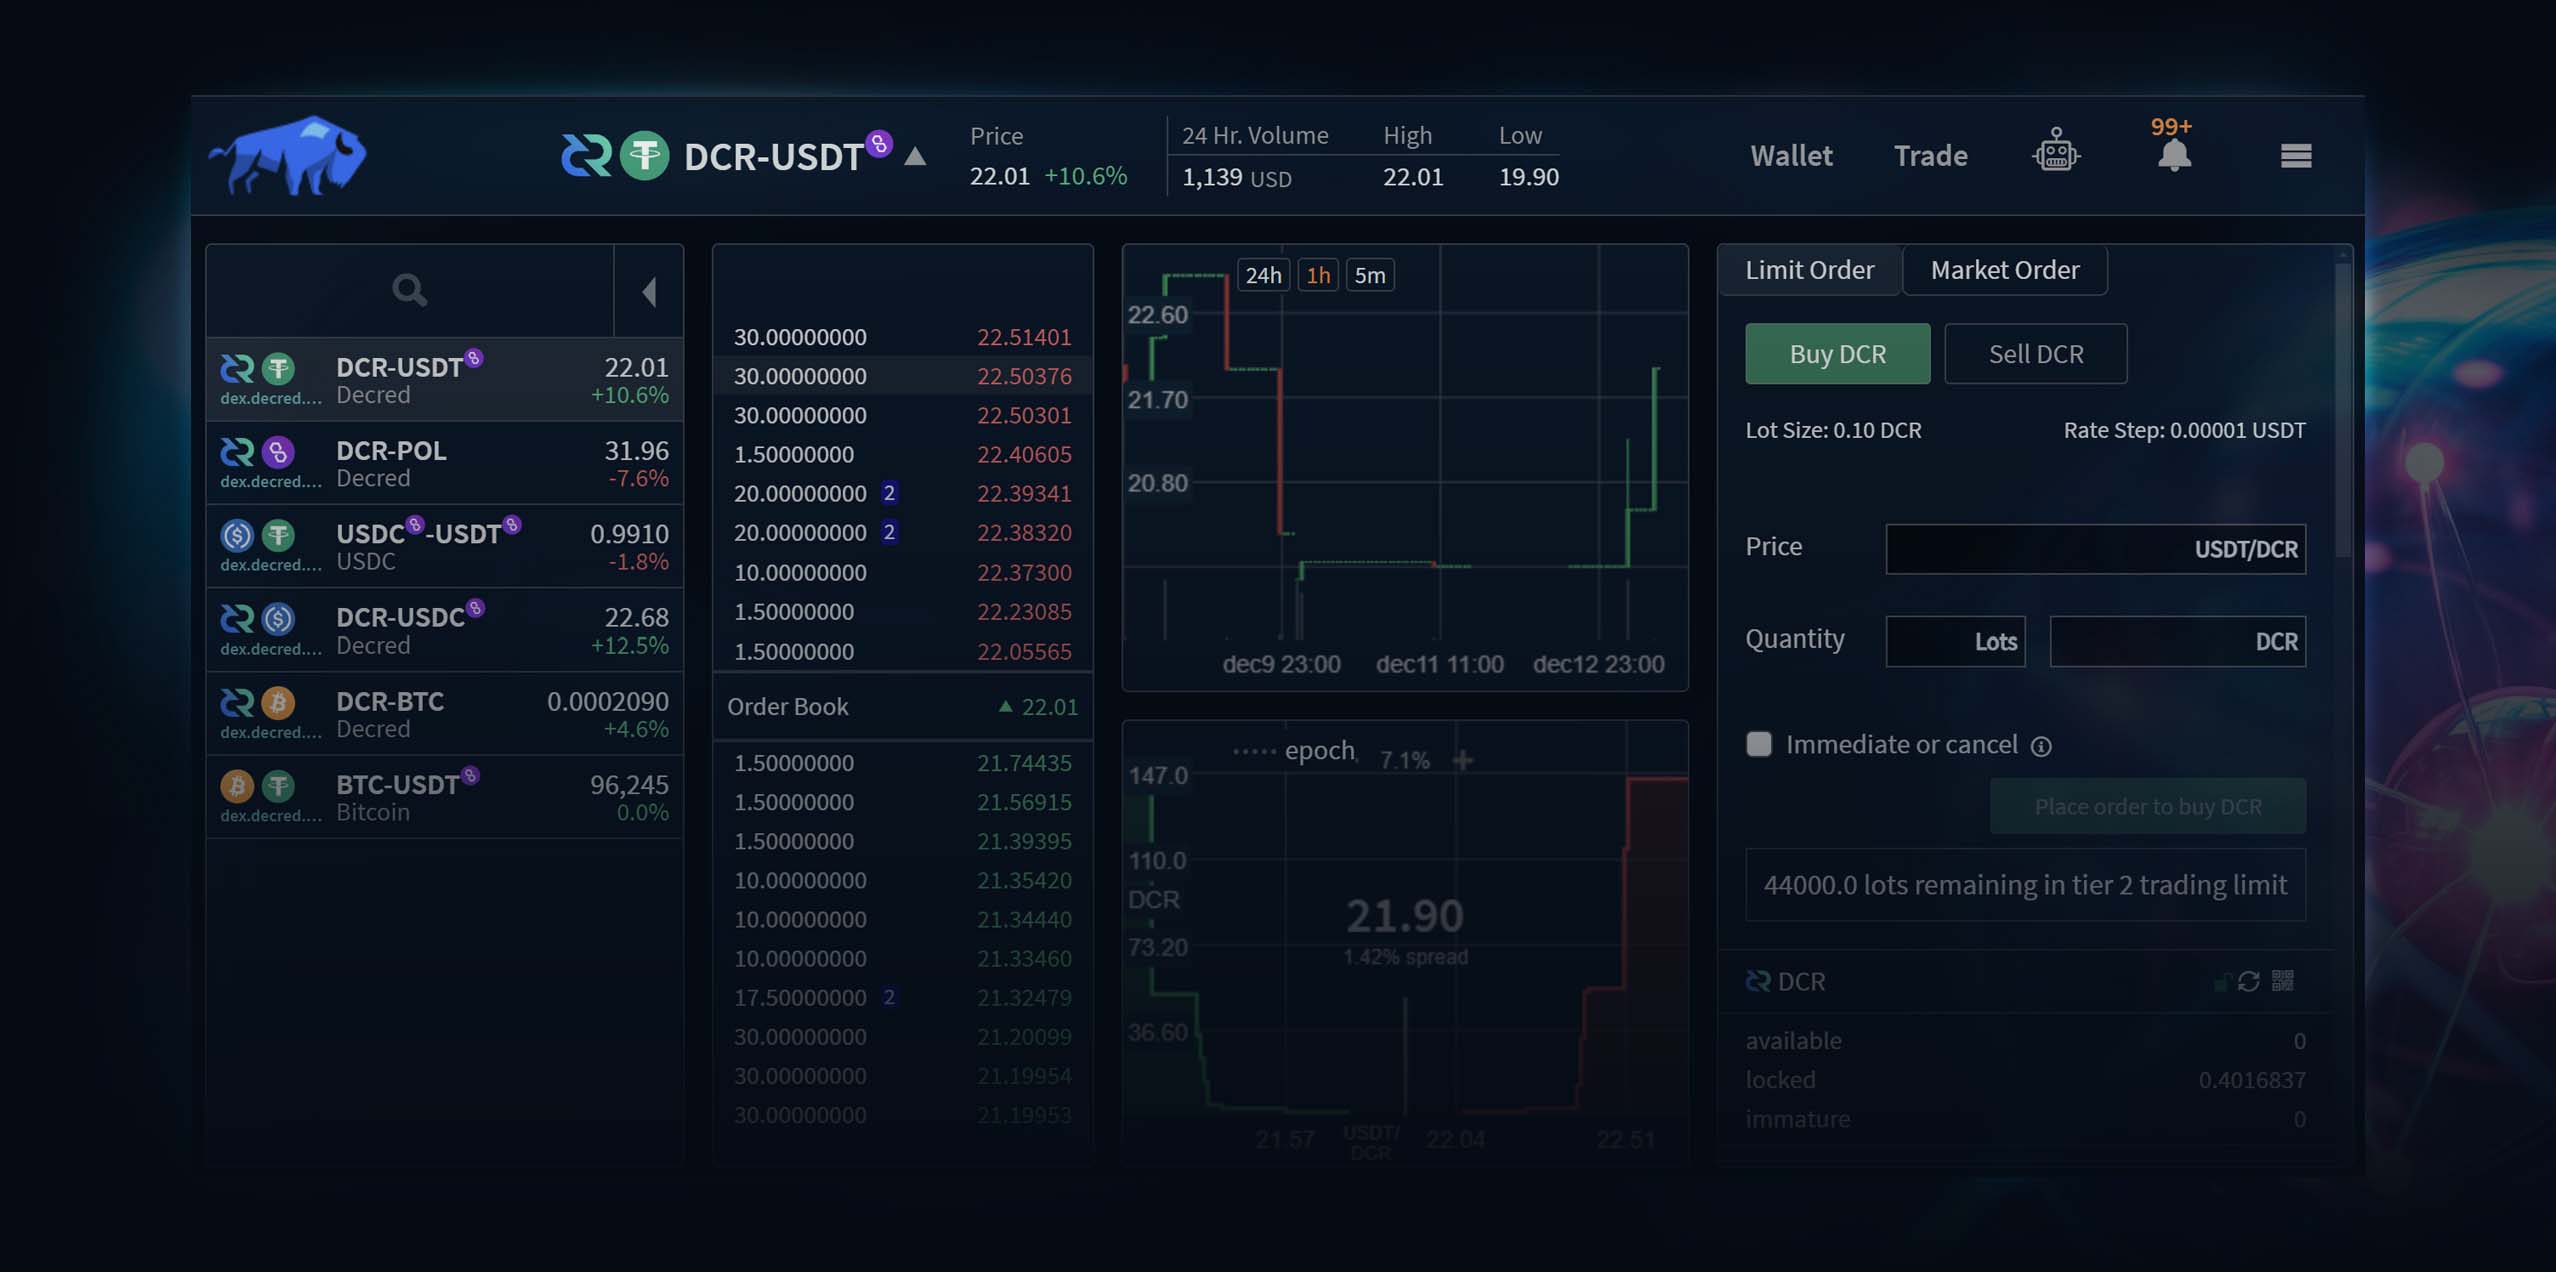 DCR-USDT
Price
22.01 +10.6%
24 Hr. Volume High Low
1,139 USD 22.01 19.90
Wallet Trade
99+
DCR-USDT 22.01
dex.decred.... Decred +10.6%
DCR-POL 31.96
dex.decred.... Decred -7.6%
USDC-USDT 0.9910
dex.decred.... USDC -1.8%
DCR-USDC 22.68
dex.decred.... Decred +12.5%
DCR-BTC 0.0002090
dex.decred.... Decred +4.6%
BTC-USDT 96,245
dex.decred.... Bitcoin 0.0%
30.00000000 22.51401
30.00000000 22.50376
30.00000000 22.50301
1.50000000 22.40605
20.00000000 2 22.39341
20.00000000 2 22.38320
10.00000000 22.37300
1.50000000 22.23085
1.50000000 22.05565
Order Book ▲ 22.01
1.50000000 21.74435
1.50000000 21.56915
1.50000000 21.39395
10.00000000 21.35420
10.00000000 21.34440
10.00000000 21.33460
17.50000000 2 21.32479
30.00000000 21.20099
30.00000000 21.19954
30.00000000 21.19953
24h 1h 5m
22.60
21.70
20.80
dec9 23:00 dec11 11:00 dec12 23:00
epoch 7.1% +
147.0
110.0
DCR
73.20
36.60
21.90
1.42% spread
21.57 USDT/ 22.04 22.51
DCR
Limit Order Market Order
Buy DCR Sell DCR
Lot Size: 0.10 DCR Rate Step: 0.00001 USDT
Price USDT/DCR
Quantity Lots DCR
Immediate or cancel
Place order to buy DCR
44000.0 lots remaining in tier 2 trading limit
DCR
available 0
locked 0.4016837
immature 0